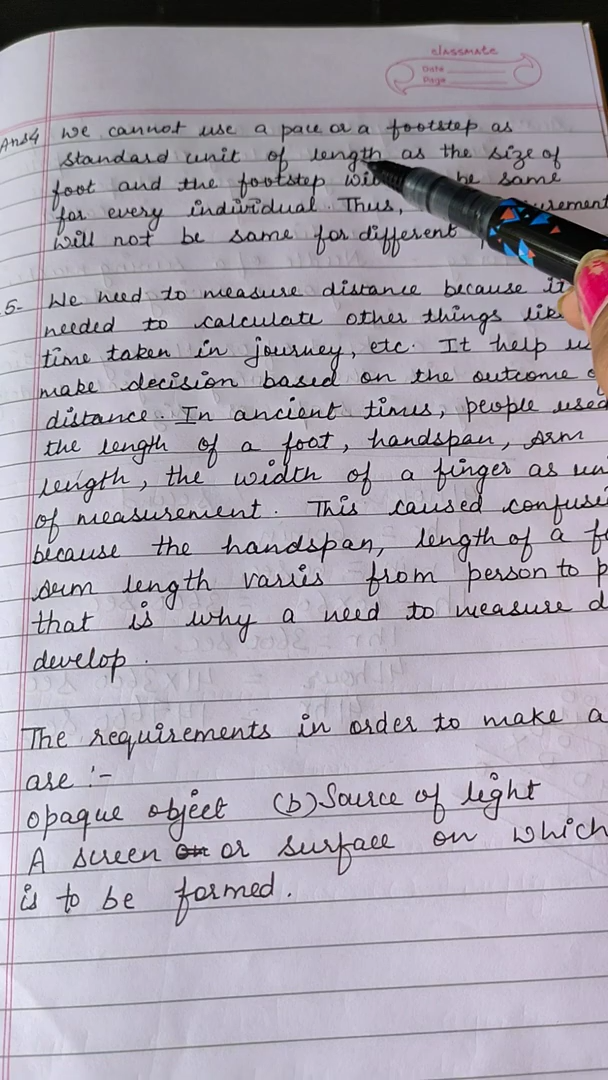 classmate
Date
Page
Ans4 We cannot use a pace or a footstep as
standard unit of length as the size of
foot and the footstep be same
for every individual. Thus,
will not be same for different
5- We need to measure distance because it
needed to calculate other things
time taken in journey, etc. It help
make decision based on the outcome
distance. In ancient times, people used
the length of a foot, handspan, arm
length, the width of a finger as
of measurement. This caused
because the handspan, length of a
arm length varies from person to
that is why a need to measure
develop.
The requirements in order to make a
are :-
opaque object (b) Source of light
A screen or surface on which
is to be formed.